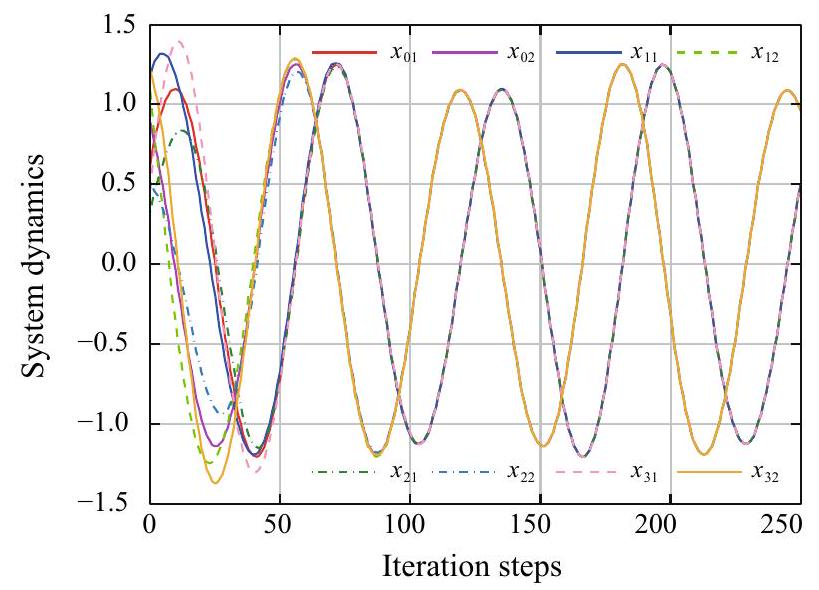 1.5
x01 x02 x11 x12
1.0
0.5
0.0
−0.5
−1.0
x21 x22 x31 x32
−1.5
0 50 100 150 200 250
System dynamics
Iteration steps